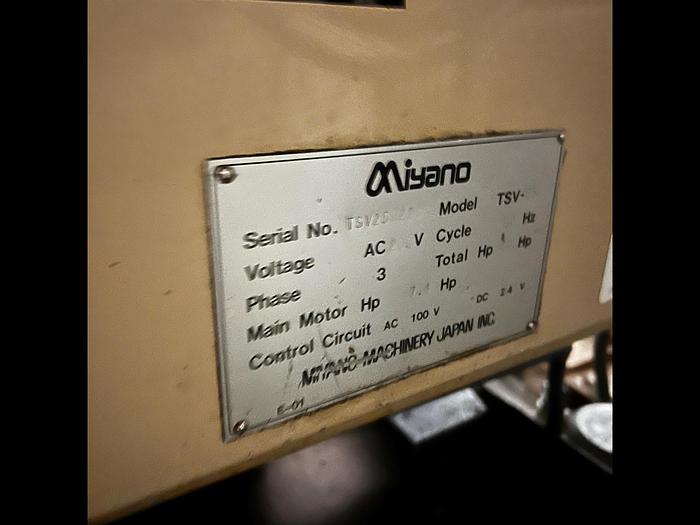 Miyano
Serial No. Model TSV-
Voltage AC V Cycle Hz
Phase 3 Total Hp Hp
Main Motor Hp Hp
Control Circuit AC 100 V DC 24 V
MIYANO MACHINERY JAPAN INC.
E-01